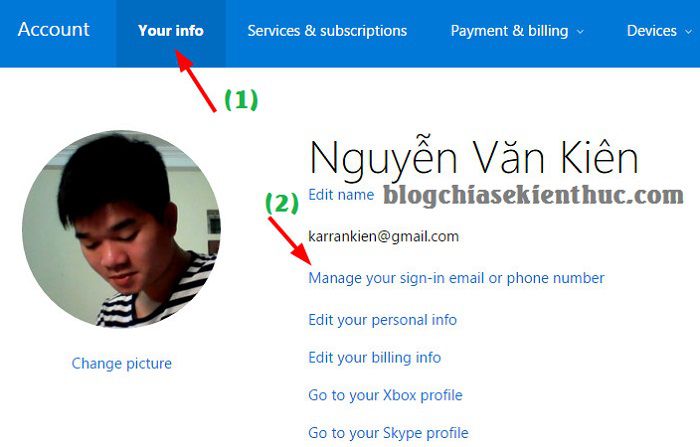 Account Your info Services & subscriptions Payment & billing Devices
(1)
Nguyễn Văn Kiên
Edit name blogchiasekienthuc.com
(2)
karrankien@gmail.com
Manage your sign-in email or phone number
Edit your personal info
Change picture
Edit your billing info
Go to your Xbox profile
Go to your Skype profile